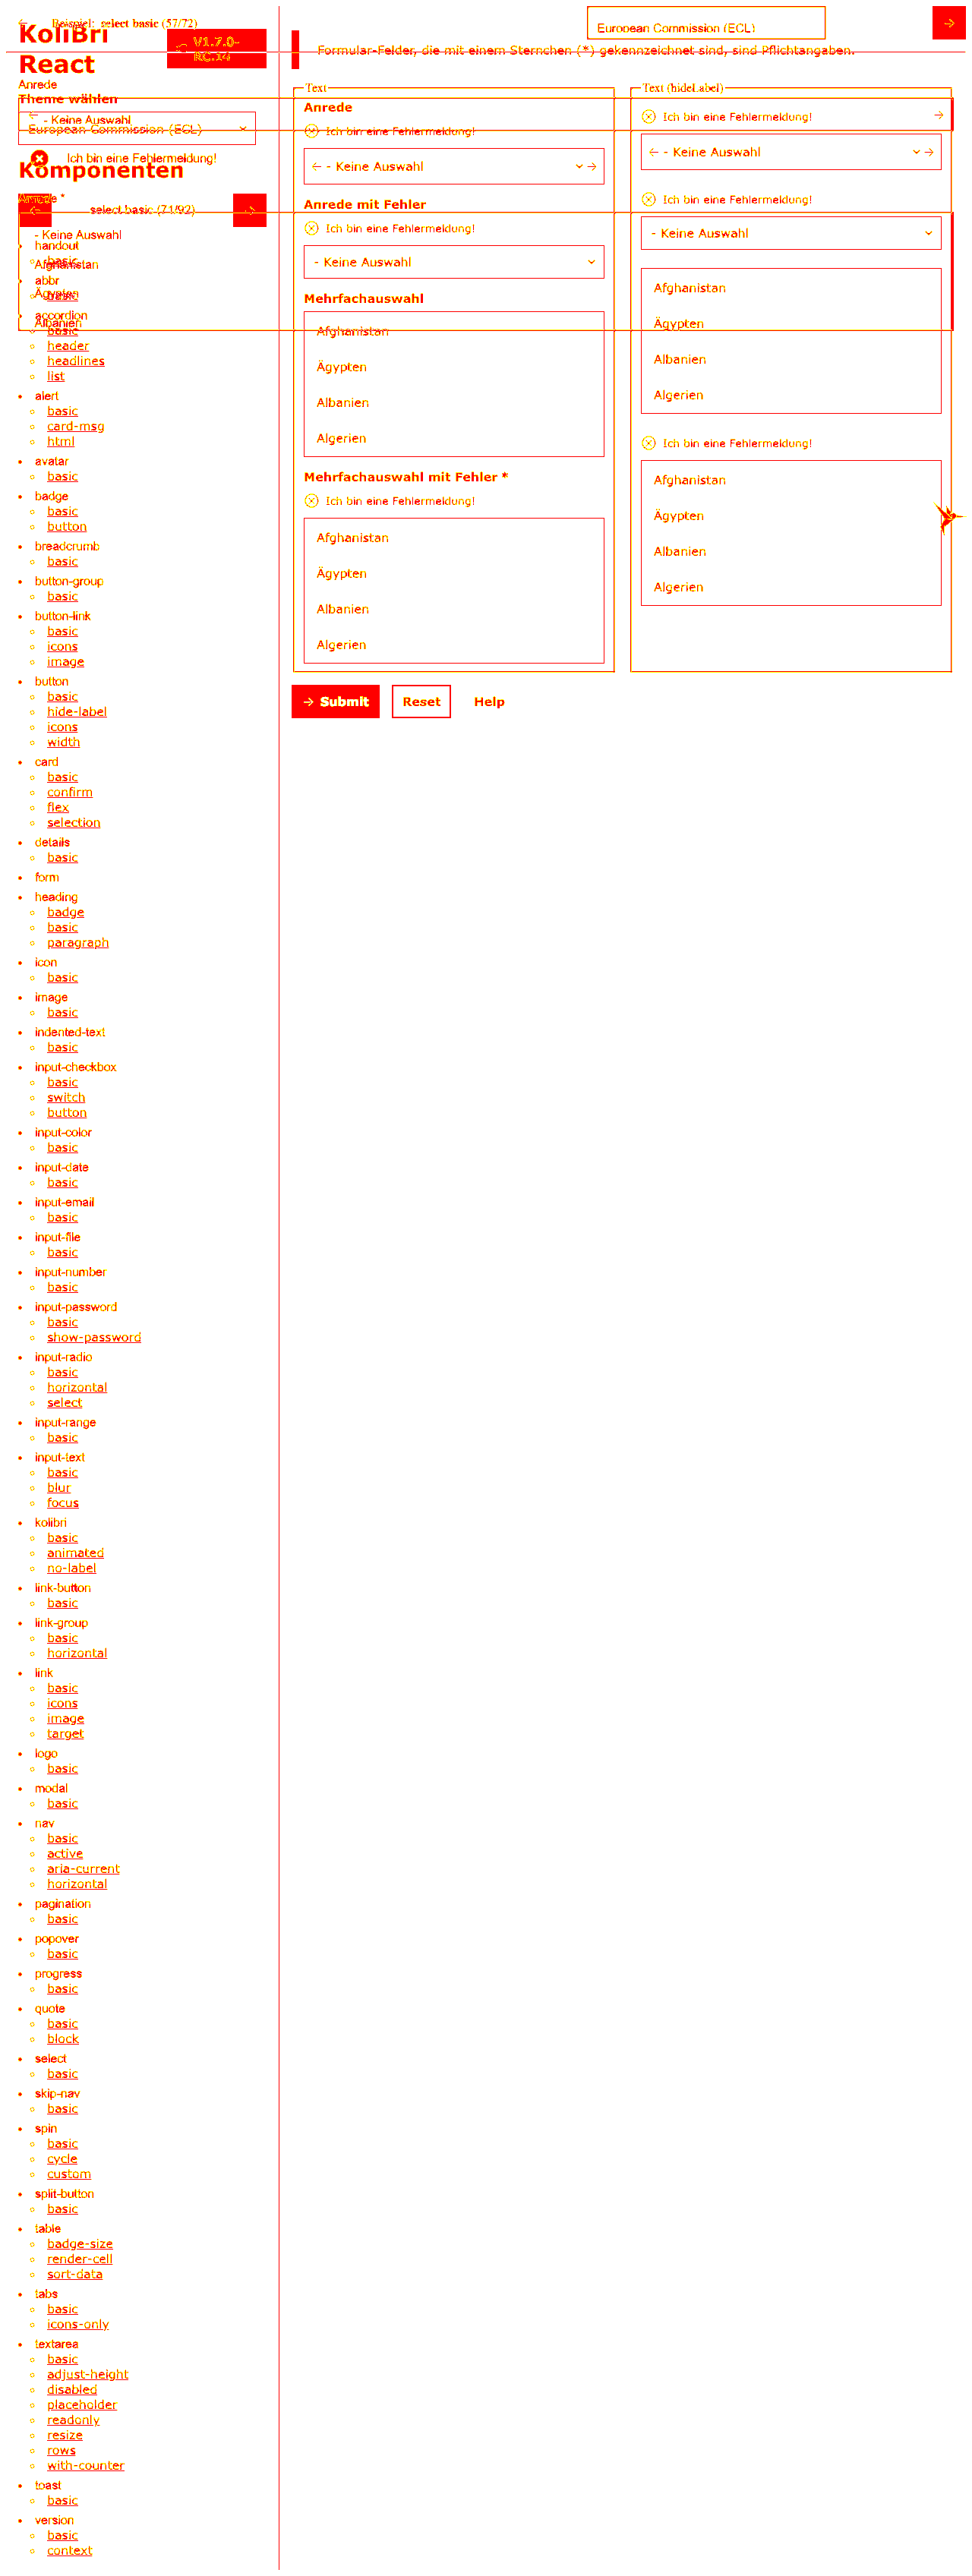 ← Beispiel: select basic (57/72)
KoliBri
React
V1.7.0-
RC.14
European Commission (ECL)
→
Formular-Felder, die mit einem Sternchen (*) gekennzeichnet sind, sind Pflichtangaben.
Anrede
Theme wählen
← - Keine Auswahl
European Commission (ECL)
Ich bin eine Fehlermeldung!
Komponenten
Anrede *
← select basic (71/92) →
- Keine Auswahl
Afghanistan
Ägypten
Albanien
handout
basic
abbr
basic
accordion
basic
header
headlines
list
alert
basic
card-msg
html
avatar
basic
badge
basic
button
breadcrumb
basic
button-group
basic
button-link
basic
icons
image
button
basic
hide-label
icons
width
card
basic
confirm
flex
selection
details
basic
form
heading
badge
basic
paragraph
icon
basic
image
basic
indented-text
basic
input-checkbox
basic
switch
button
input-color
basic
input-date
basic
input-email
basic
input-file
basic
input-number
basic
input-password
basic
show-password
input-radio
basic
horizontal
select
input-range
basic
input-text
basic
blur
focus
kolibri
basic
animated
no-label
link-button
basic
link-group
basic
horizontal
link
basic
icons
image
target
logo
basic
modal
basic
nav
basic
active
aria-current
horizontal
pagination
basic
popover
basic
progress
basic
quote
basic
block
select
basic
skip-nav
basic
spin
basic
cycle
custom
split-button
basic
table
badge-size
render-cell
sort-data
tabs
basic
icons-only
textarea
basic
adjust-height
disabled
placeholder
readonly
resize
rows
with-counter
toast
basic
version
basic
context
Text
Anrede
Ich bin eine Fehlermeldung!
← - Keine Auswahl →
Anrede mit Fehler
Ich bin eine Fehlermeldung!
- Keine Auswahl
Mehrfachauswahl
Afghanistan
Ägypten
Albanien
Algerien
Mehrfachauswahl mit Fehler *
Ich bin eine Fehlermeldung!
Afghanistan
Ägypten
Albanien
Algerien
Text (hideLabel)
Ich bin eine Fehlermeldung! →
← - Keine Auswahl →
Ich bin eine Fehlermeldung!
- Keine Auswahl
Afghanistan
Ägypten
Albanien
Algerien
Ich bin eine Fehlermeldung!
Afghanistan
Ägypten
Albanien
Algerien
→ Submit
Reset
Help